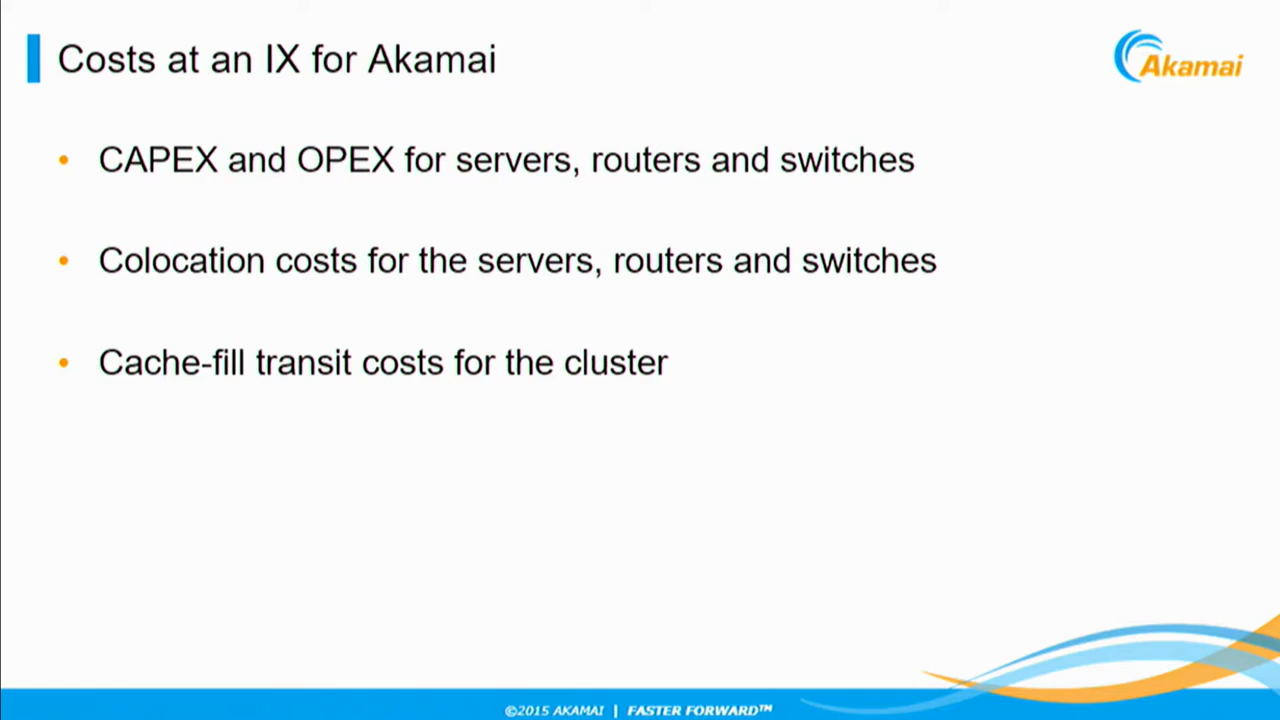 Costs at an IX for Akamai
Akamai
• CAPEX and OPEX for servers, routers and switches
• Colocation costs for the servers, routers and switches
• Cache-fill transit costs for the cluster
©2015 AKAMAI | FASTER FORWARD™